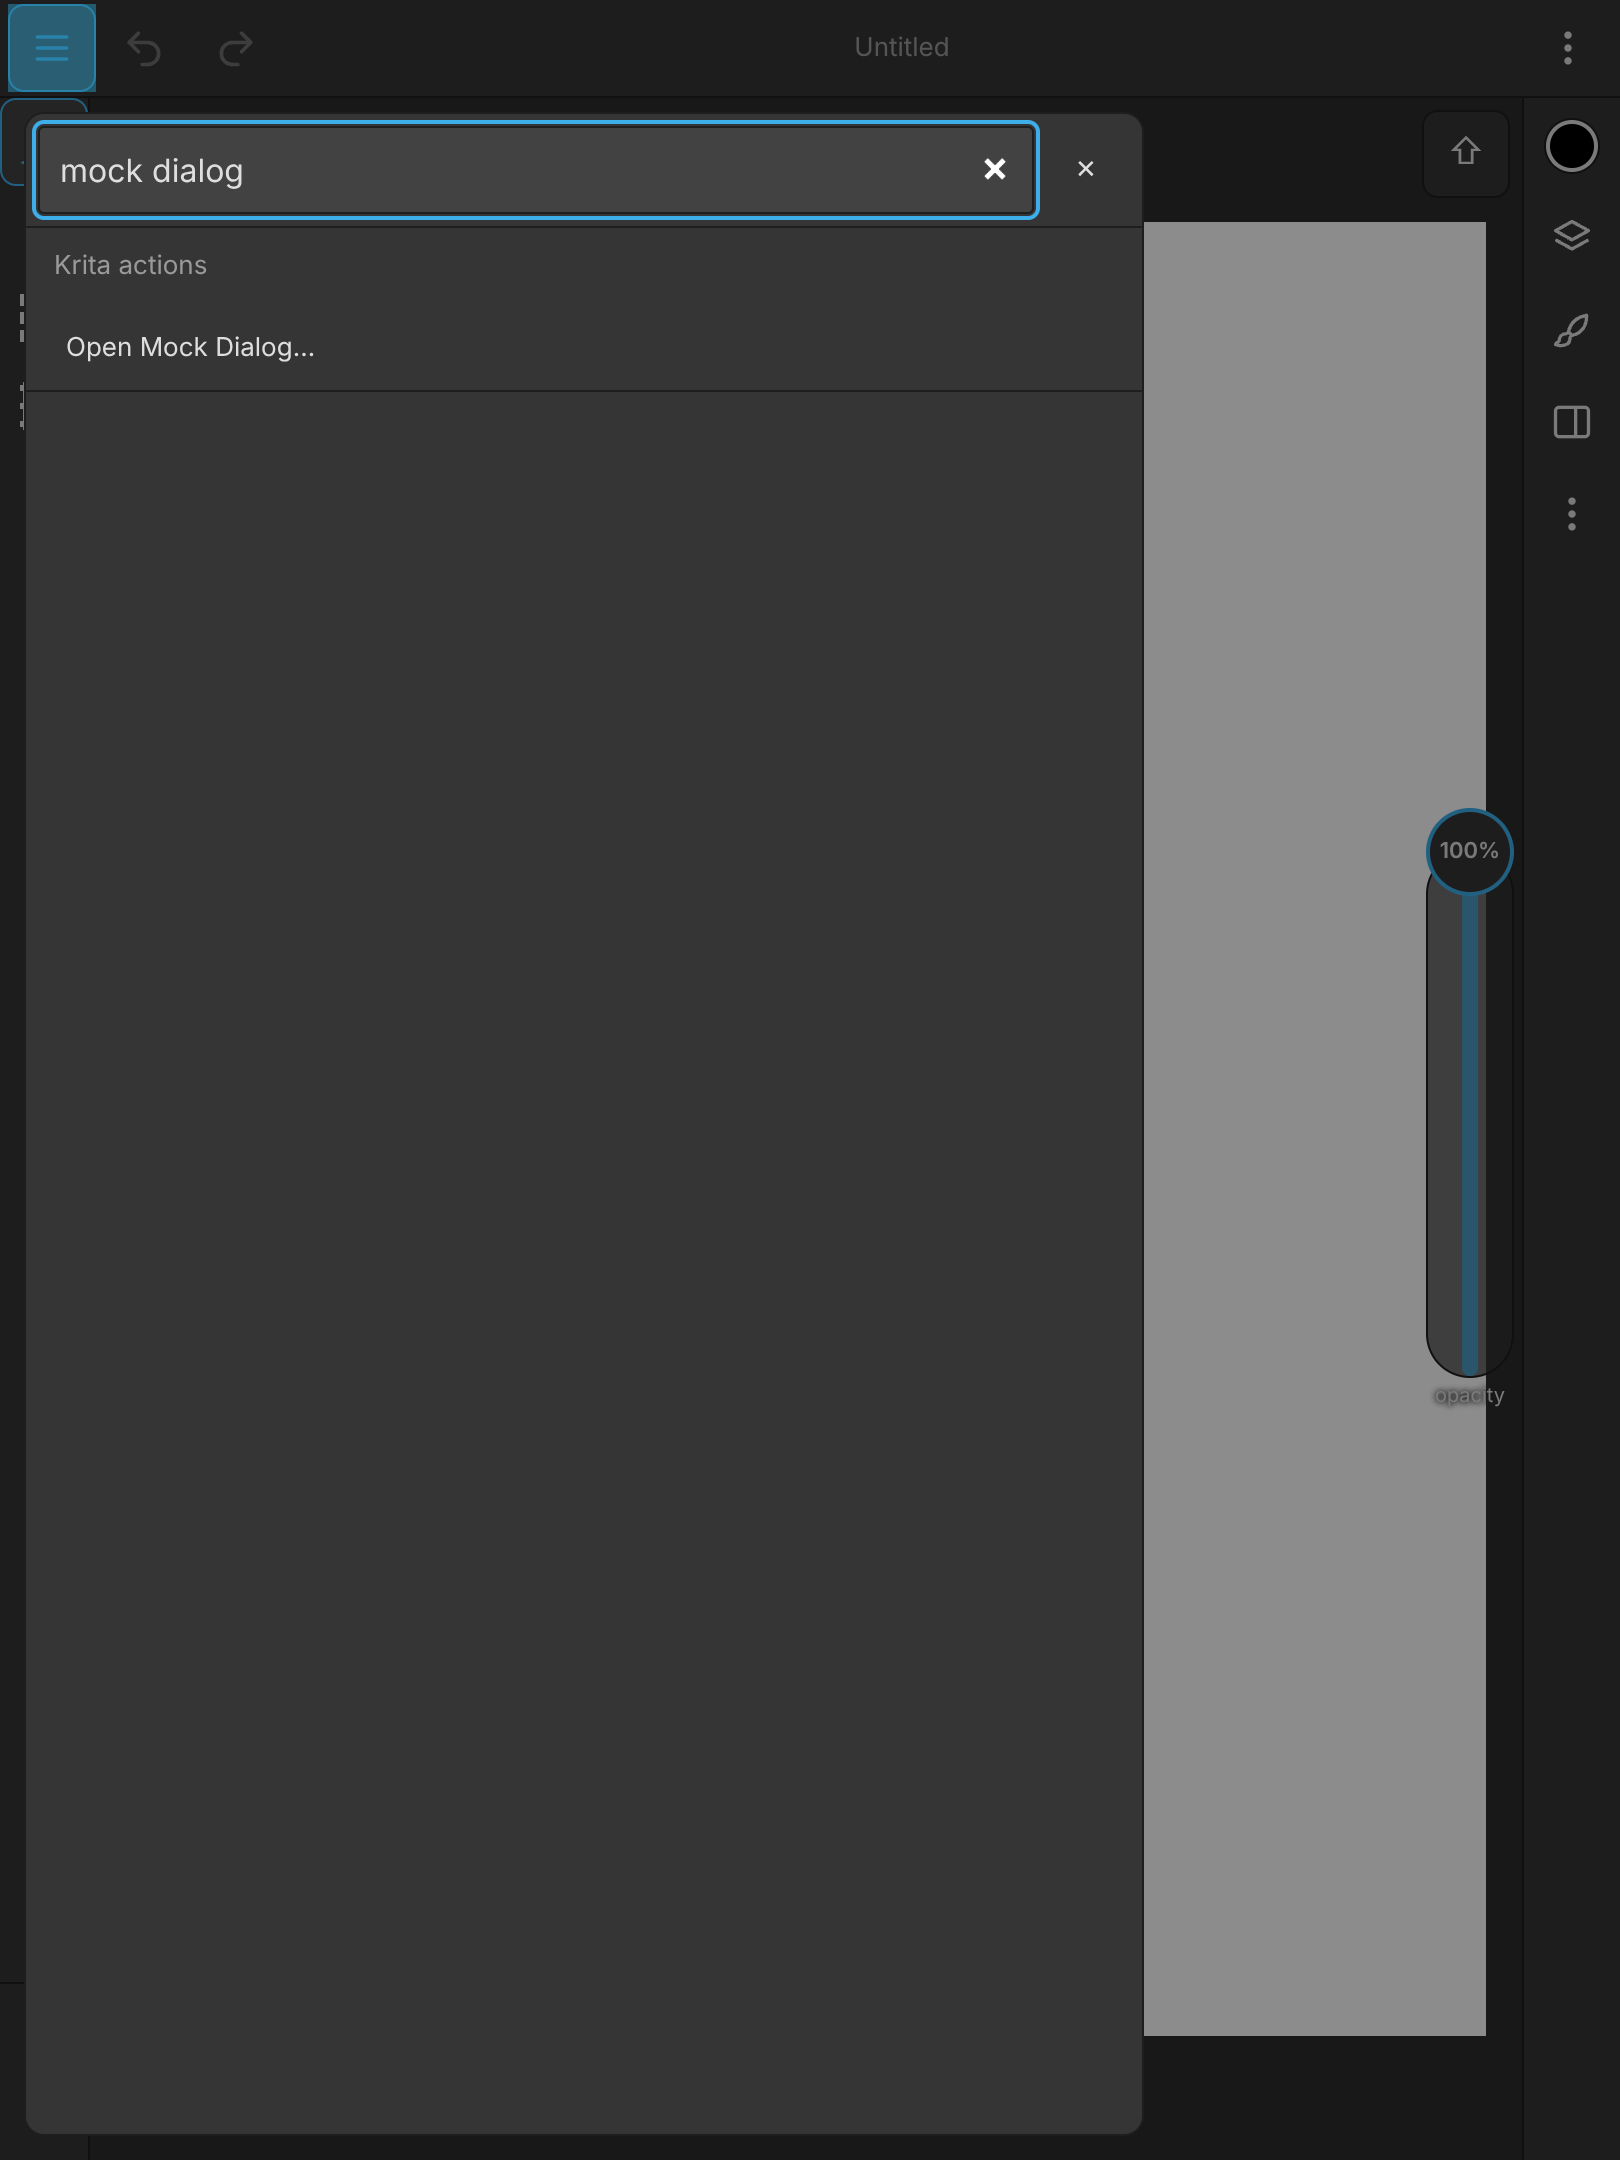 Untitled
mock dialog
Krita actions
Open Mock Dialog...
100%
opacity